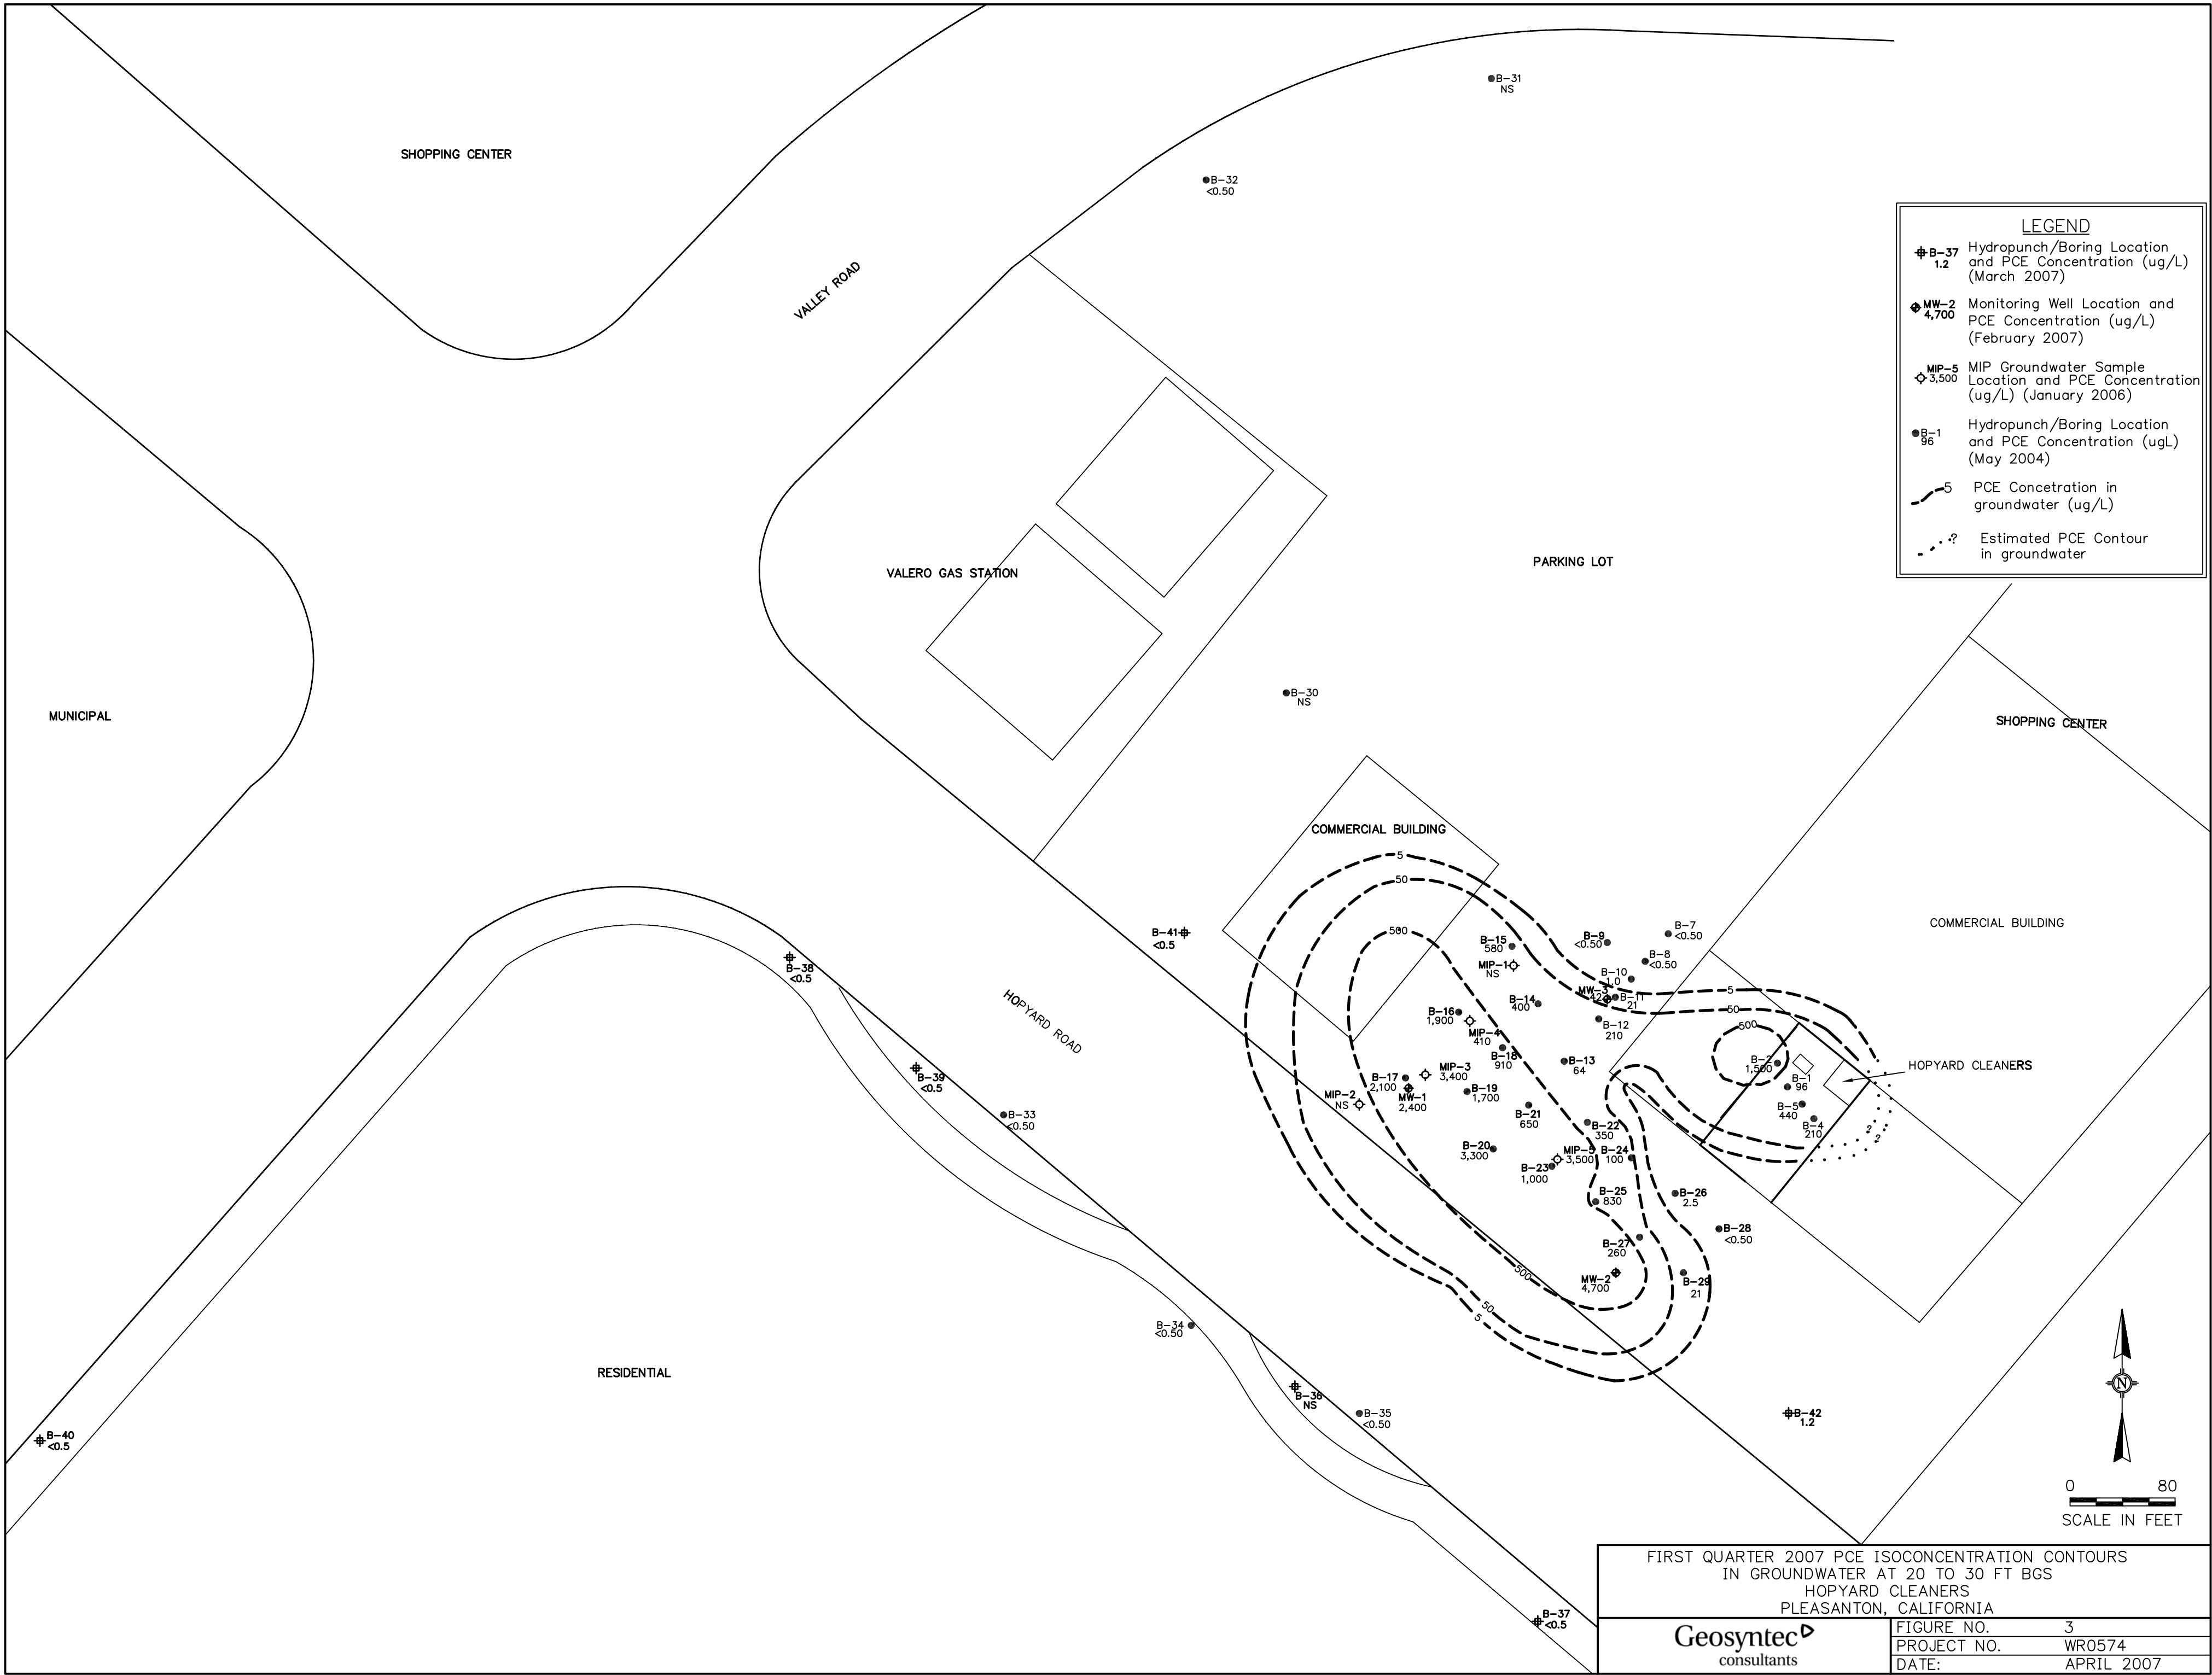 B-31
NS
SHOPPING CENTER
B-32
<0.50
LEGEND
B-37
1.2
Hydropunch/Boring Location
and PCE Concentration (ug/L)
(March 2007)
MW-2
4,700
Monitoring Well Location and
PCE Concentration (ug/L)
(February 2007)
MIP-5
3,500
MIP Groundwater Sample
Location and PCE Concentration
(ug/L) (January 2006)
B-1
96
Hydropunch/Boring Location
and PCE Concentration (ugL)
(May 2004)
5
PCE Concetration in
groundwater (ug/L)
?
Estimated PCE Contour
in groundwater
VALLEY ROAD
VALERO GAS STATION
PARKING LOT
MUNICIPAL
B-30
NS
SHOPPING CENTER
COMMERCIAL BUILDING
5
50
500
COMMERCIAL BUILDING
B-41
<0.5
B-15
580
MIP-1
NS
B-9
<0.50
B-7
<0.50
B-8
<0.50
B-10
1.0
MW-3
42
B-11
21
5
50
500
B-38
<0.5
HOPYARD ROAD
B-16
1,900
MIP-4
410
B-14
400
B-12
210
B-18
910
B-13
64
B-2
1,500
HOPYARD CLEANERS
B-1
96
B-5
440
B-4
210
?
?
B-39
<0.5
B-33
<0.50
B-17
2,100
MIP-3
3,400
MW-1
2,400
MIP-2
NS
B-19
1,700
B-21
650
B-22
350
B-20
3,300
MIP-5
3,500
B-24
100
B-23
1,000
B-25
830
B-26
2.5
B-28
<0.50
B-27
260
MW-2
4,700
B-29
21
500
50
5
B-34
<0.50
RESIDENTIAL
B-36
NS
B-35
<0.50
B-42
1.2
B-40
<0.5
N
0 80
SCALE IN FEET
B-37
<0.5
FIRST QUARTER 2007 PCE ISOCONCENTRATION CONTOURS
IN GROUNDWATER AT 20 TO 30 FT BGS
HOPYARD CLEANERS
PLEASANTON, CALIFORNIA
Geosyntec
consultants
FIGURE NO. 3
PROJECT NO. WR0574
DATE: APRIL 2007